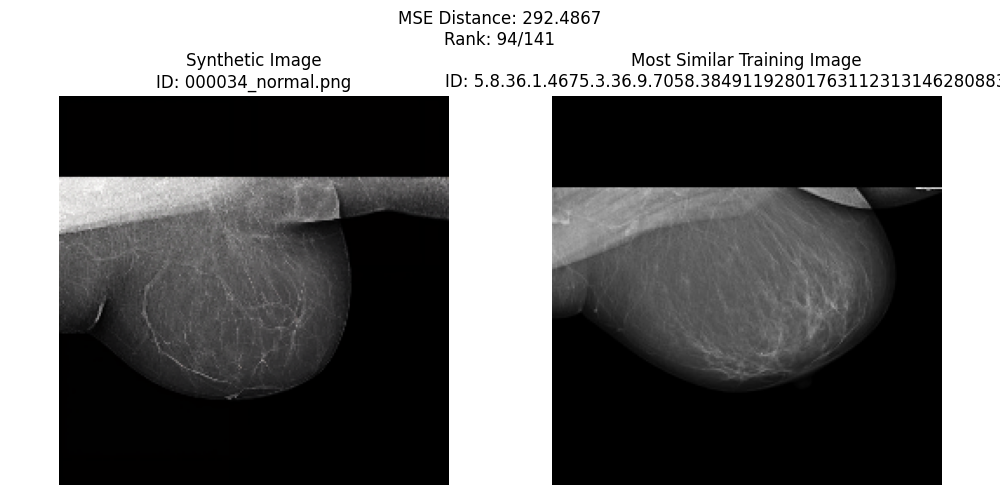 MSE Distance: 292.4867
Rank: 94/141
Synthetic Image
ID: 000034_normal.png
Most Similar Training Image
ID: 5.8.36.1.4675.3.36.9.7058.38491192801763112313146280883